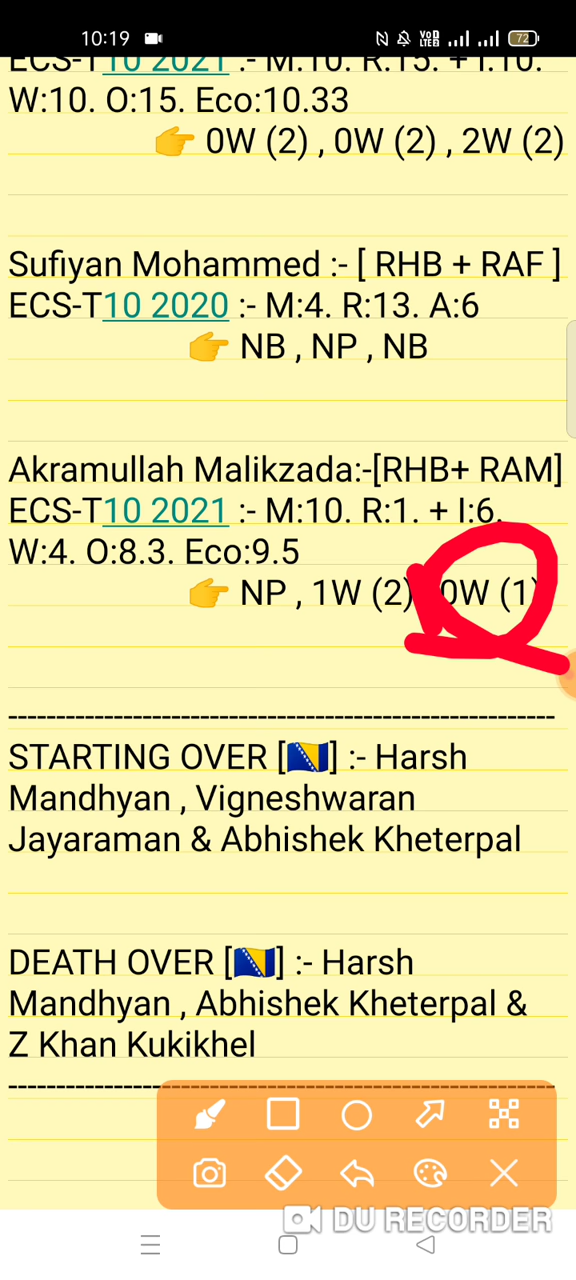 10:19 VoD LTE2 72
ECS-T10 2021 :- M:10. R:15. + I:10.
W:10. O:15. Eco:10.33
👉 0W (2) , 0W (2) , 2W (2)
Sufiyan Mohammed :- [ RHB + RAF ]
ECS-T10 2020 :- M:4. R:13. A:6
👉 NB , NP , NB
Akramullah Malikzada:-[RHB+ RAM]
ECS-T10 2021 :- M:10. R:1. + I:6.
W:4. O:8.3. Eco:9.5
👉 NP , 1W (2) 0W (1)
--------------------------------------------------------
STARTING OVER [🇧🇦] :- Harsh
Mandhyan , Vigneshwaran
Jayaraman & Abhishek Kheterpal
DEATH OVER [🇧🇦] :- Harsh
Mandhyan , Abhishek Kheterpal &
Z Khan Kukikhel
--------------------------------------------------------
DU RECORDER